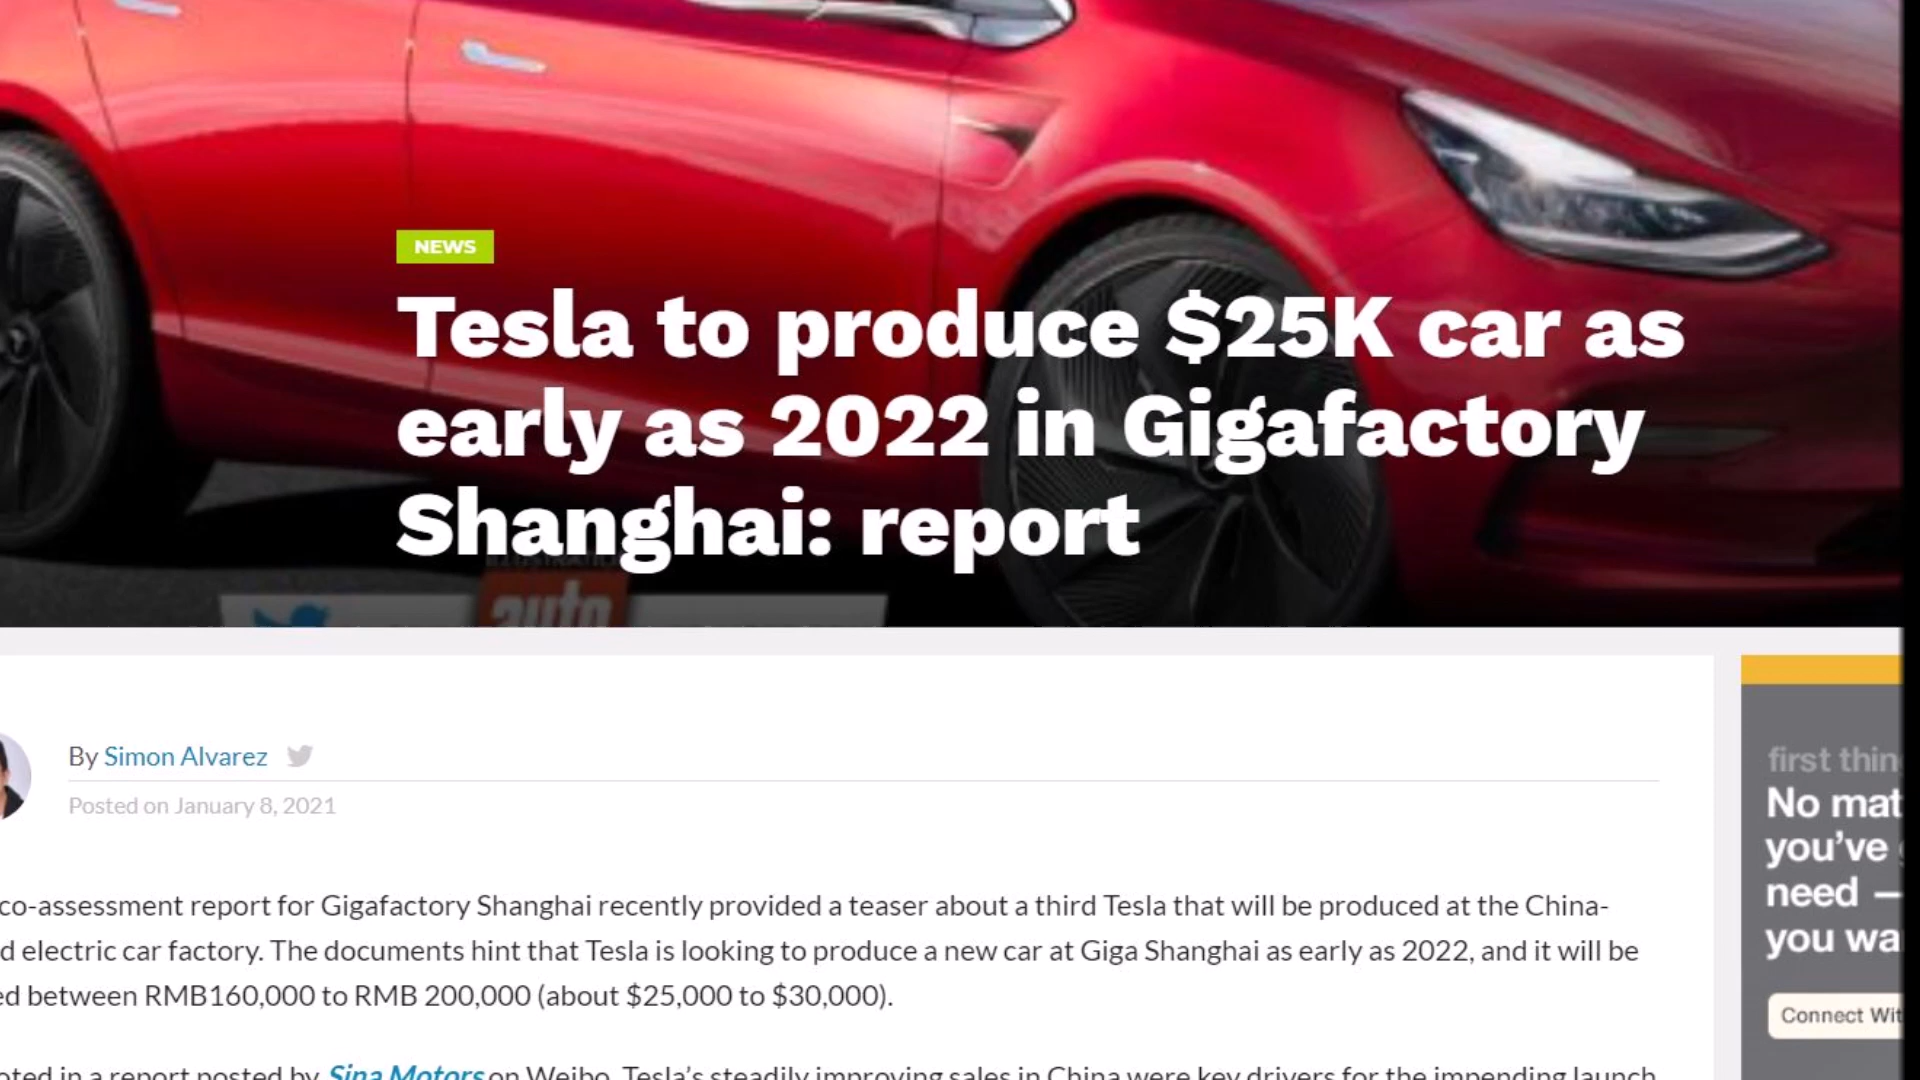 NEWS
Tesla to produce $25K car as
early as 2022 in Gigafactory
Shanghai: report
auto
By Simon Alvarez
Posted on January 8, 2021
co-assessment report for Gigafactory Shanghai recently provided a teaser about a third Tesla that will be produced at the China-
d electric car factory. The documents hint that Tesla is looking to produce a new car at Giga Shanghai as early as 2022, and it will be
ed between RMB160,000 to RMB 200,000 (about $25,000 to $30,000).
oted in a report posted by Sina Motors on Weibo, Tesla's steadily improving sales in China were key drivers for the impending launch
first thin
No mat
you've
need —
you wa
Connect Wit